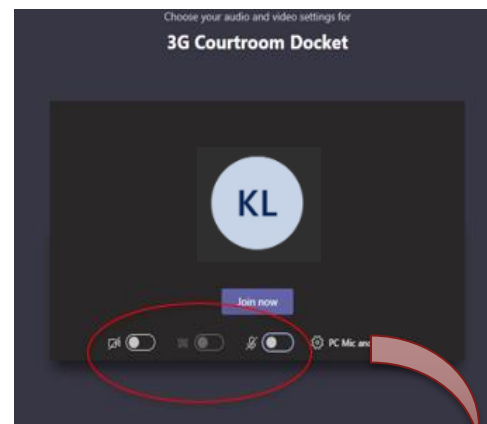 Choose your audio and video settings for
3G Courtroom Docket
KL
Join now
PC Mic and